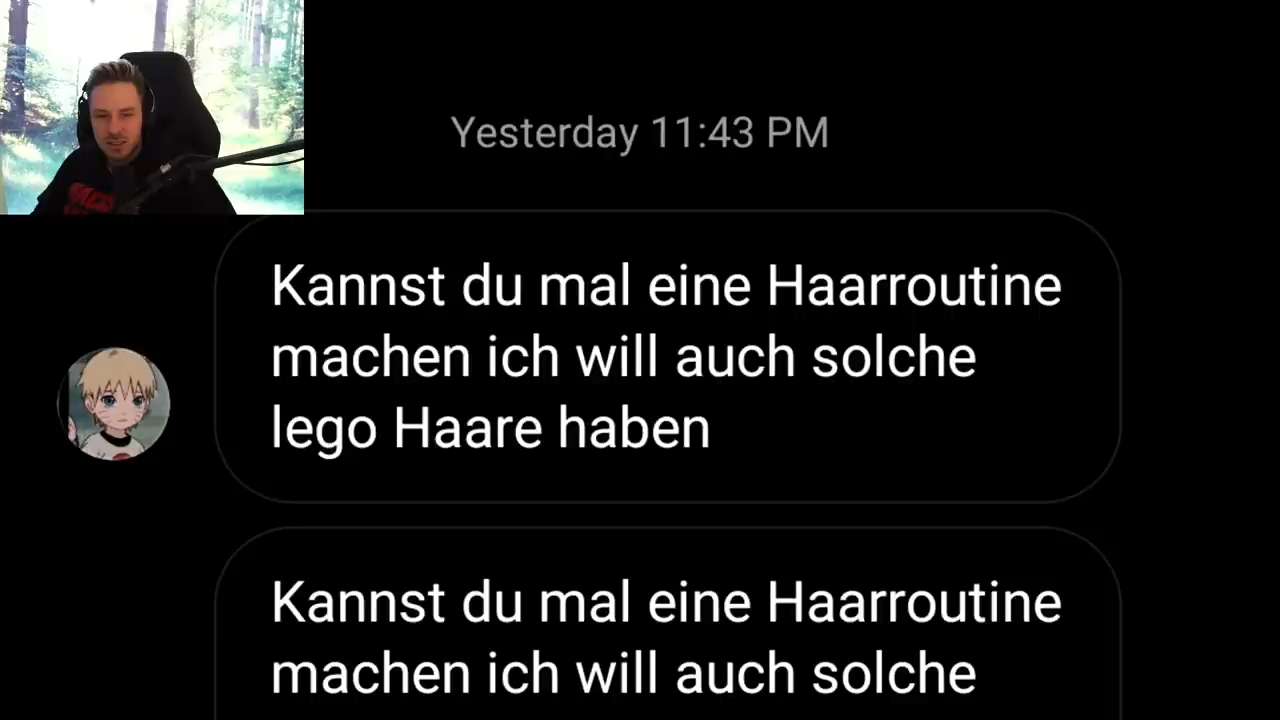 Yesterday 11:43 PM
Kannst du mal eine Haarroutine
machen ich will auch solche
lego Haare haben
Kannst du mal eine Haarroutine
machen ich will auch solche